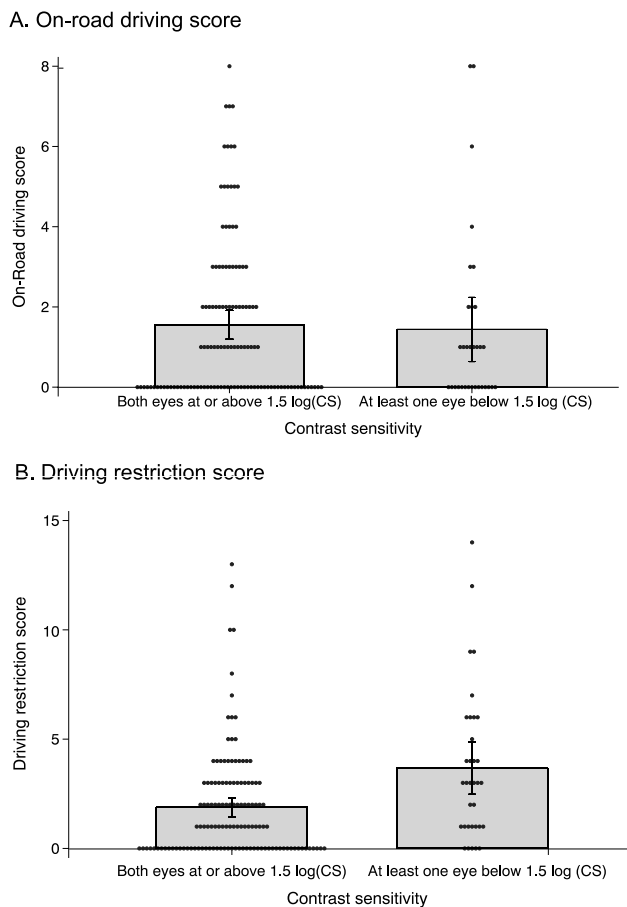 A. On-road driving score
8
6
4
2
0
On-Road driving score
Both eyes at or above 1.5 log(CS)
At least one eye below 1.5 log (CS)
Contrast sensitivity
B. Driving restriction score
15
10
5
0
Driving restriction score
Both eyes at or above 1.5 log(CS)
At least one eye below 1.5 log (CS)
Contrast sensitivity